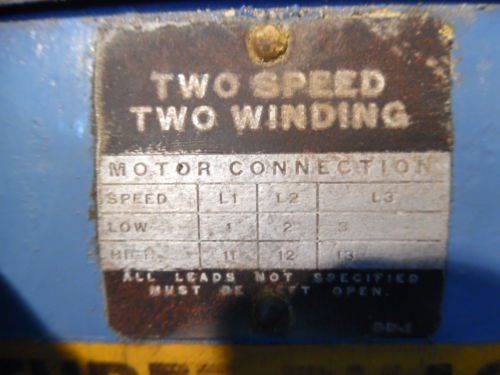 TWO SPEED
TWO WINDING
MOTOR CONNECTION
SPEED L1 L2 L3
LOW 1 2 3
HIGH 11 12 13
ALL LEADS NOT SPECIFIED
MUST BE LEFT OPEN.